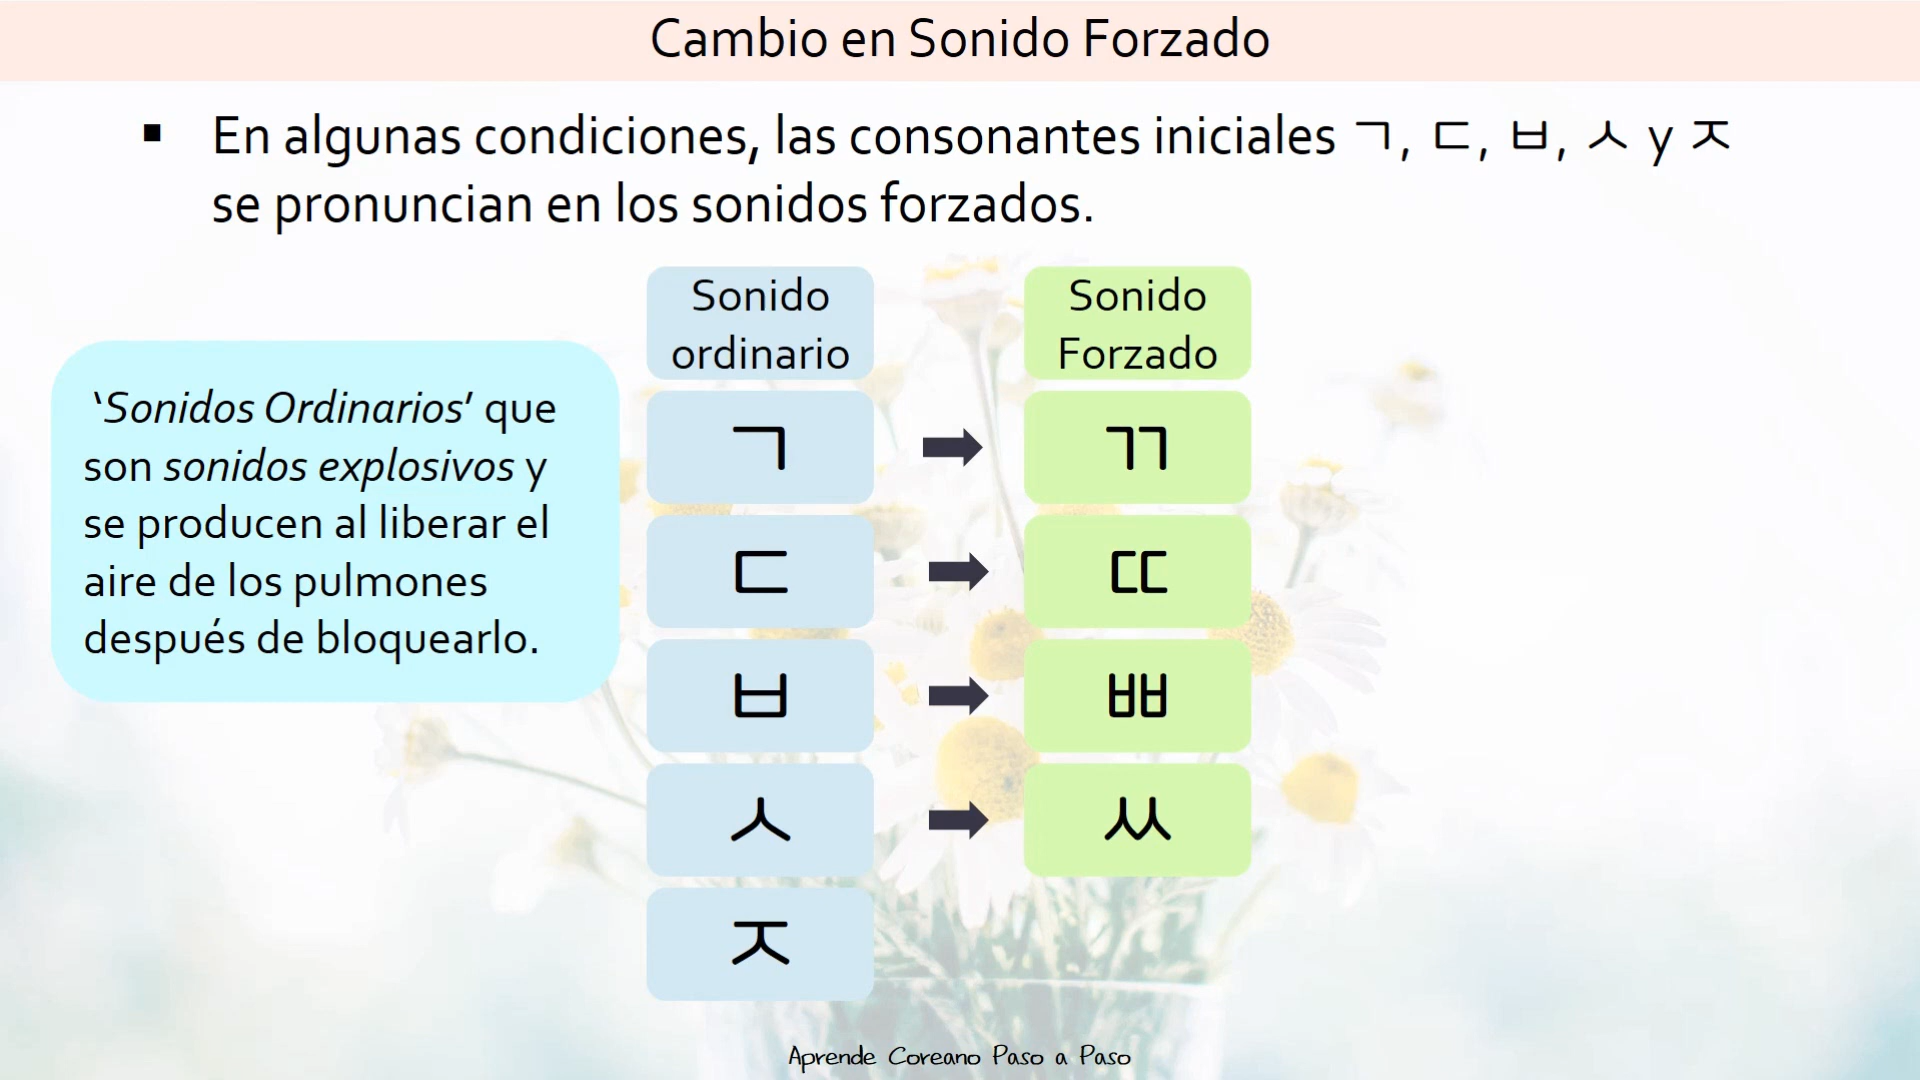 Cambio en Sonido Forzado
▪ En algunas condiciones, las consonantes iniciales ㄱ, ㄷ, ㅂ, ㅅ y ㅈ
se pronuncian en los sonidos forzados.
‘Sonidos Ordinarios’ que
son sonidos explosivos y
se producen al liberar el
aire de los pulmones
después de bloquearlo.
Sonido
ordinario
Sonido
Forzado
ㄱ ㄲ
ㄷ ㄸ
ㅂ ㅃ
ㅅ ㅆ
ㅈ
Aprende Coreano Paso a Paso